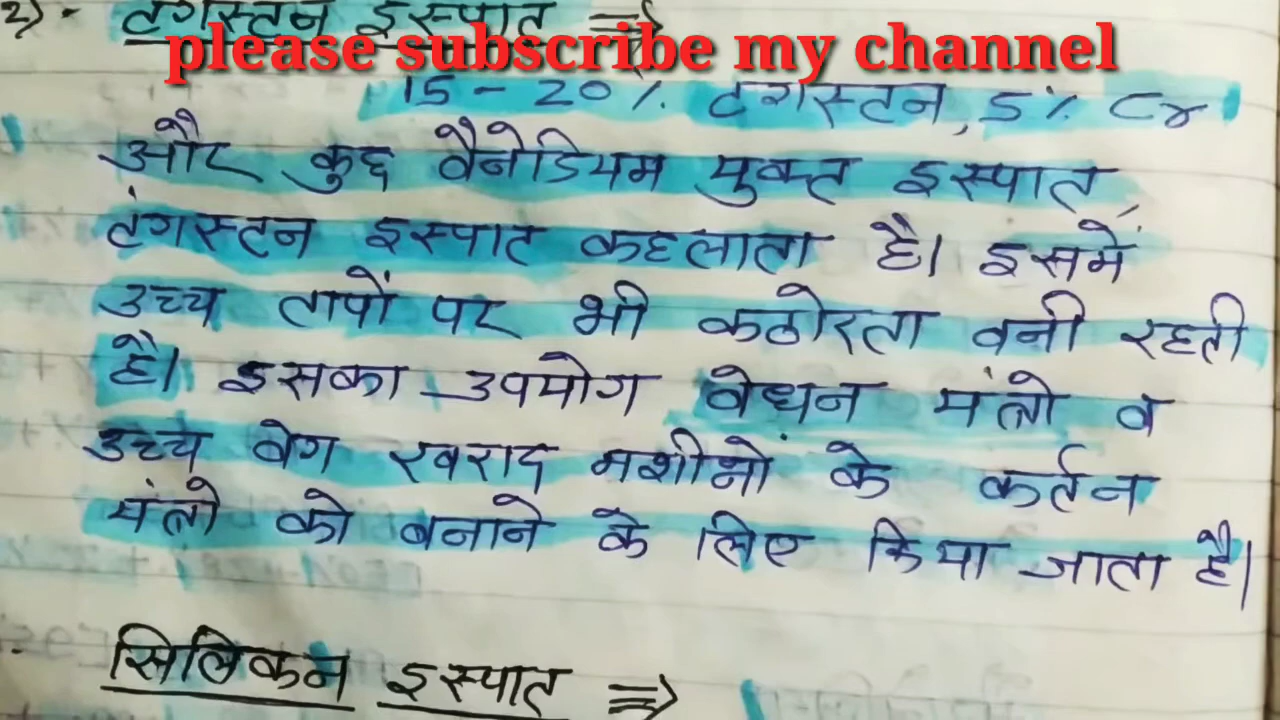 2) · टंगस्टन इस्पात ⇒
please subscribe my channel
15 - 20 % टंगस्टन, 5% Cr
और कुछ वैनेडियम युक्त इस्पात,
टंगस्टन इस्पात कहलाता है। इसमें
उच्च तापों पर भी कठोरता बनी रहती
है। इसका उपयोग वेधन यंत्रो व
उच्च वेग खराद मशीनों के कर्तन
यंत्रो को बनाने के लिए किया जाता है।
सिलिकन इस्पात ⇒